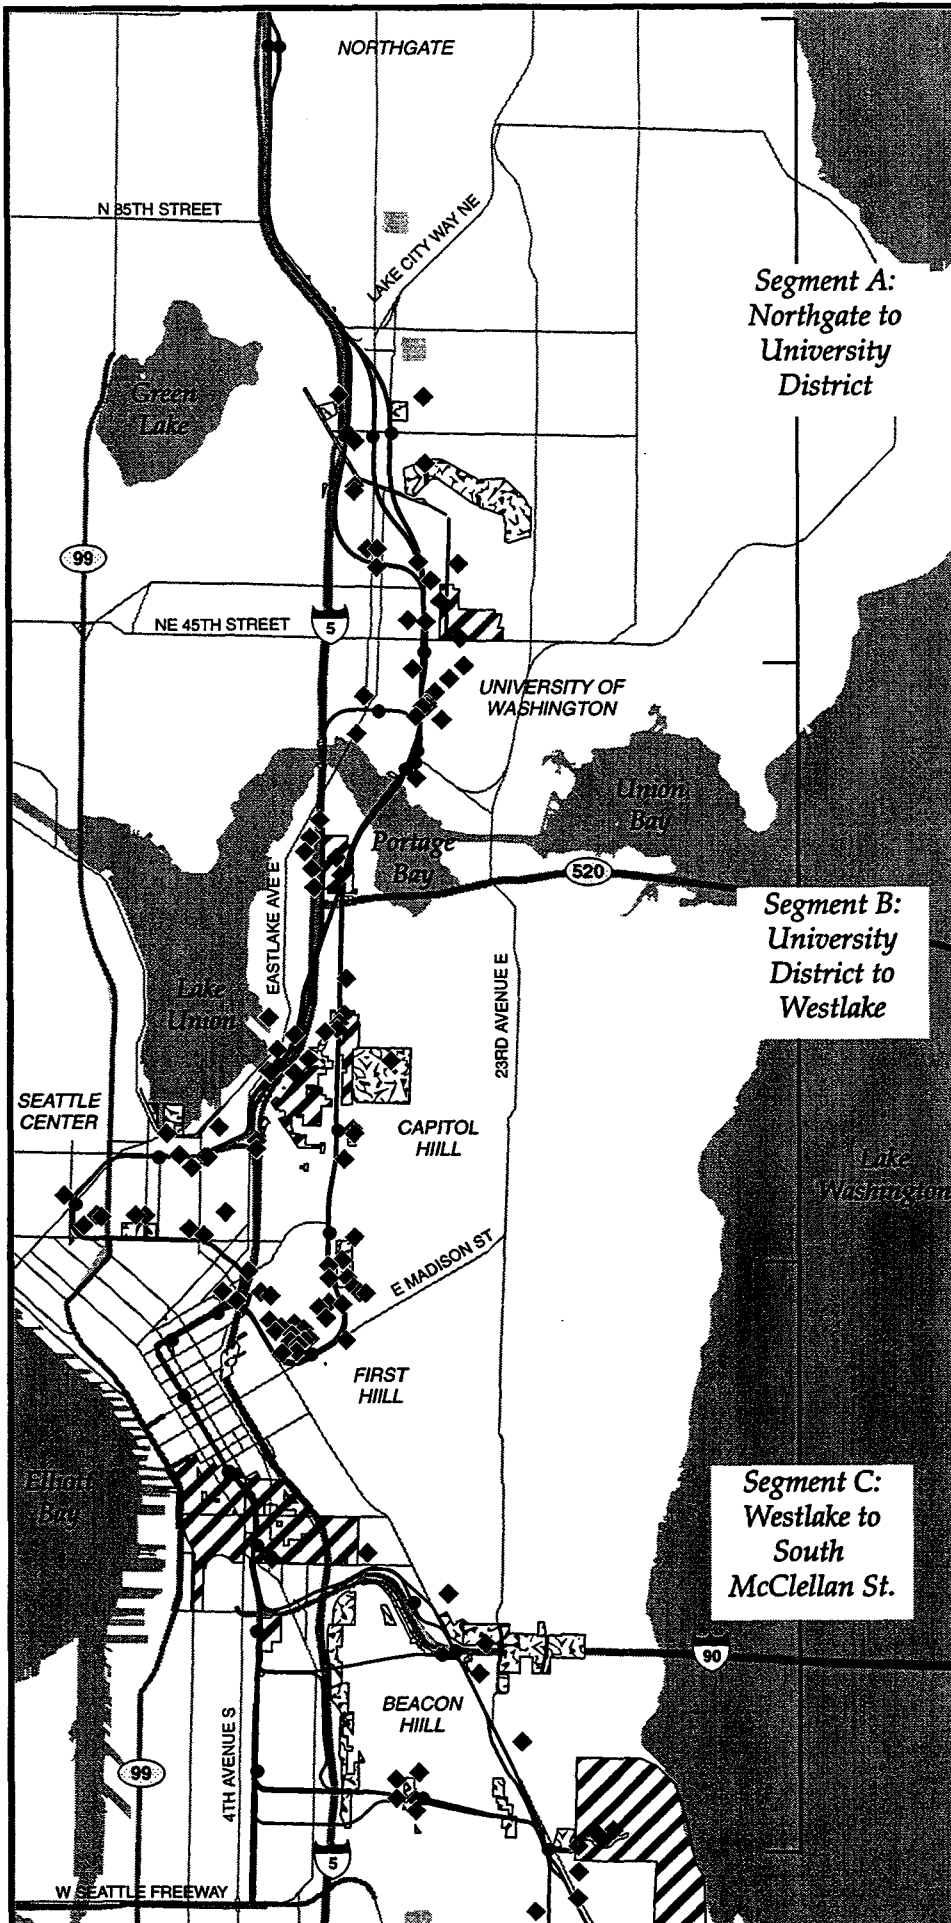 NORTHGATE
N 85TH STREET
LAKE CITY WAY NE
Segment A:
Northgate to
University
District
Green
Lake
99
NE 45TH STREET
5
UNIVERSITY OF
WASHINGTON
Union
Bay
Portage
Bay
520
EASTLAKE AVE E
Segment B:
University
District to
Westlake
Lake
Union
23RD AVENUE E
SEATTLE
CENTER
CAPITOL
HIILL
Lake
Washington
E MADISON ST
FIRST
HIILL
Elliott
Bay
Segment C:
Westlake to
South
McClellan St.
90
BEACON
HIILL
4TH AVENUE S
99
5
W SEATTLE FREEWAY